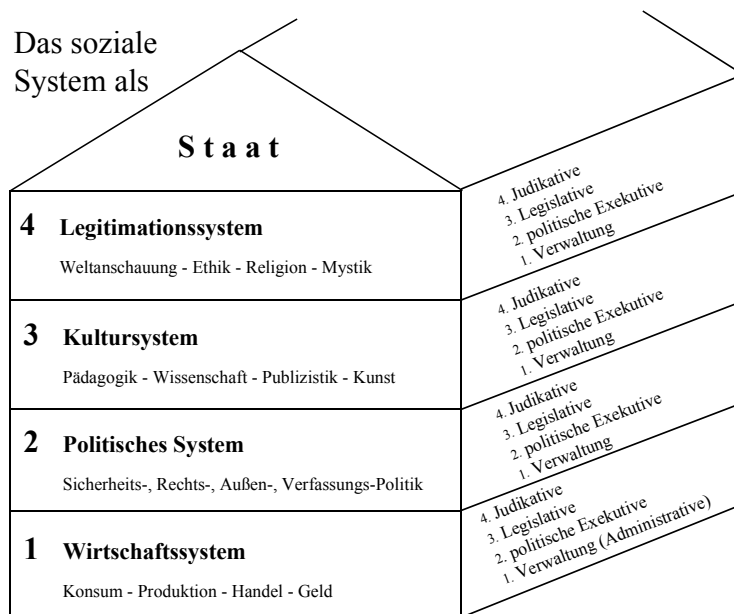 Das soziale
System als
Staat
4 Legitimationssystem
Weltanschauung - Ethik - Religion - Mystik
4. Judikative
3. Legislative
2. politische Exekutive
1. Verwaltung
3 Kultursystem
Pädagogik - Wissenschaft - Publizistik - Kunst
4. Judikative
3. Legislative
2. politische Exekutive
1. Verwaltung
2 Politisches System
Sicherheits-, Rechts-, Außen-, Verfassungs-Politik
4. Judikative
3. Legislative
2. politische Exekutive
1. Verwaltung
1 Wirtschaftssystem
Konsum - Produktion - Handel - Geld
4. Judikative
3. Legislative
2. politische Exekutive
1. Verwaltung (Administrative)